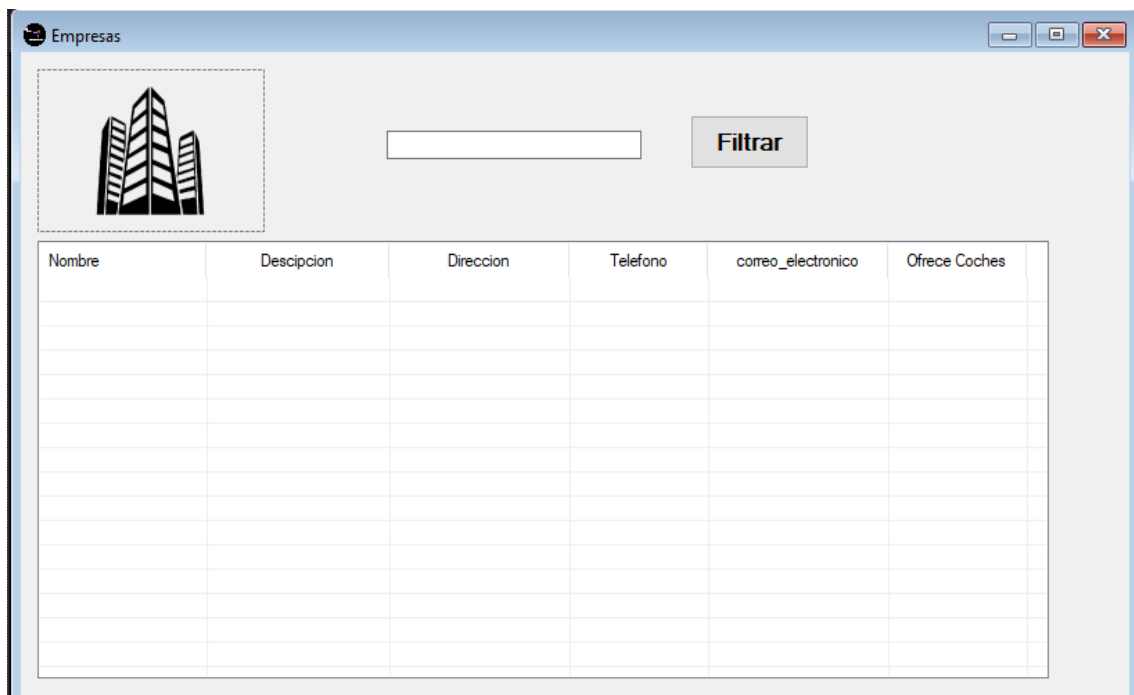 Empresas
Filtrar
Nombre Descipcion Direccion Telefono correo_electronico Ofrece Coches